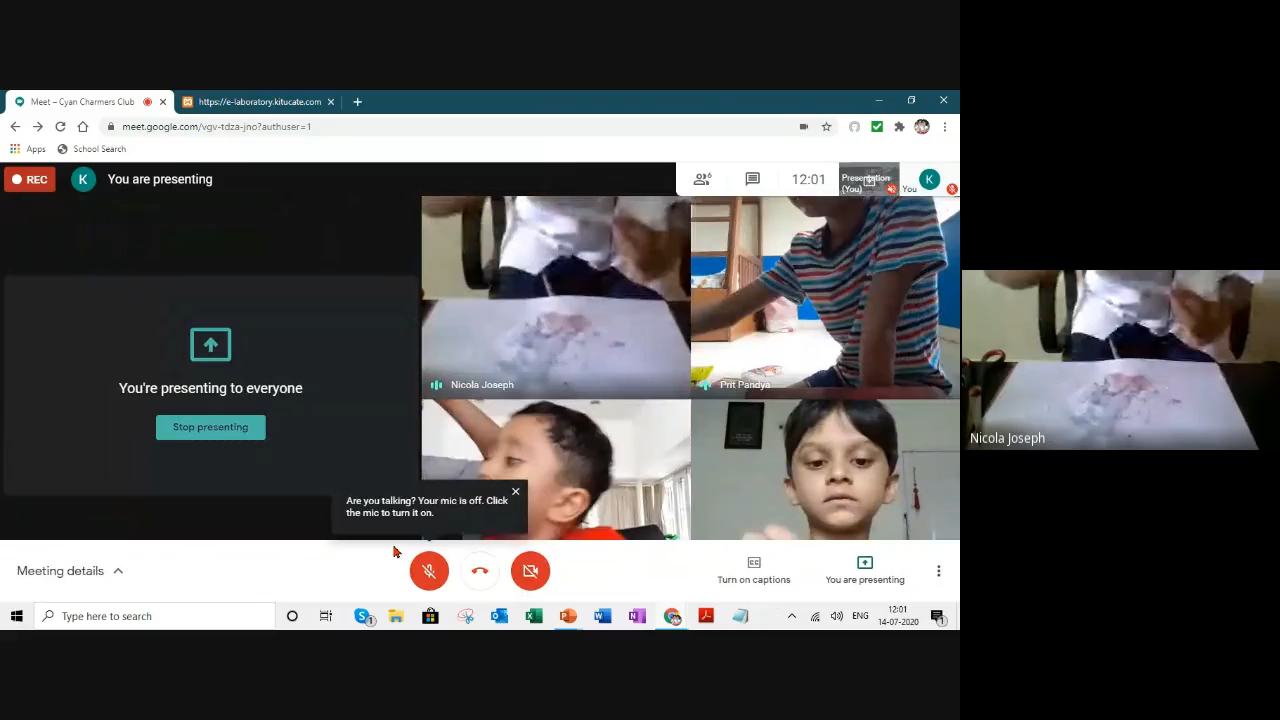 Meet – Cyan Charmers Club
https://e-laboratory.kitucate.com
meet.google.com/vgv-tdza-jno?authuser=1
Apps
School Search
REC
K
You are presenting
6
12:01
Presentation
(You)
You
K
You're presenting to everyone
Stop presenting
Nicola Joseph
Prit Pandya
Are you talking? Your mic is off. Click
the mic to turn it on.
Nicola Joseph
Meeting details
Turn on captions
You are presenting
Type here to search
ENG
12:01
14-07-2020